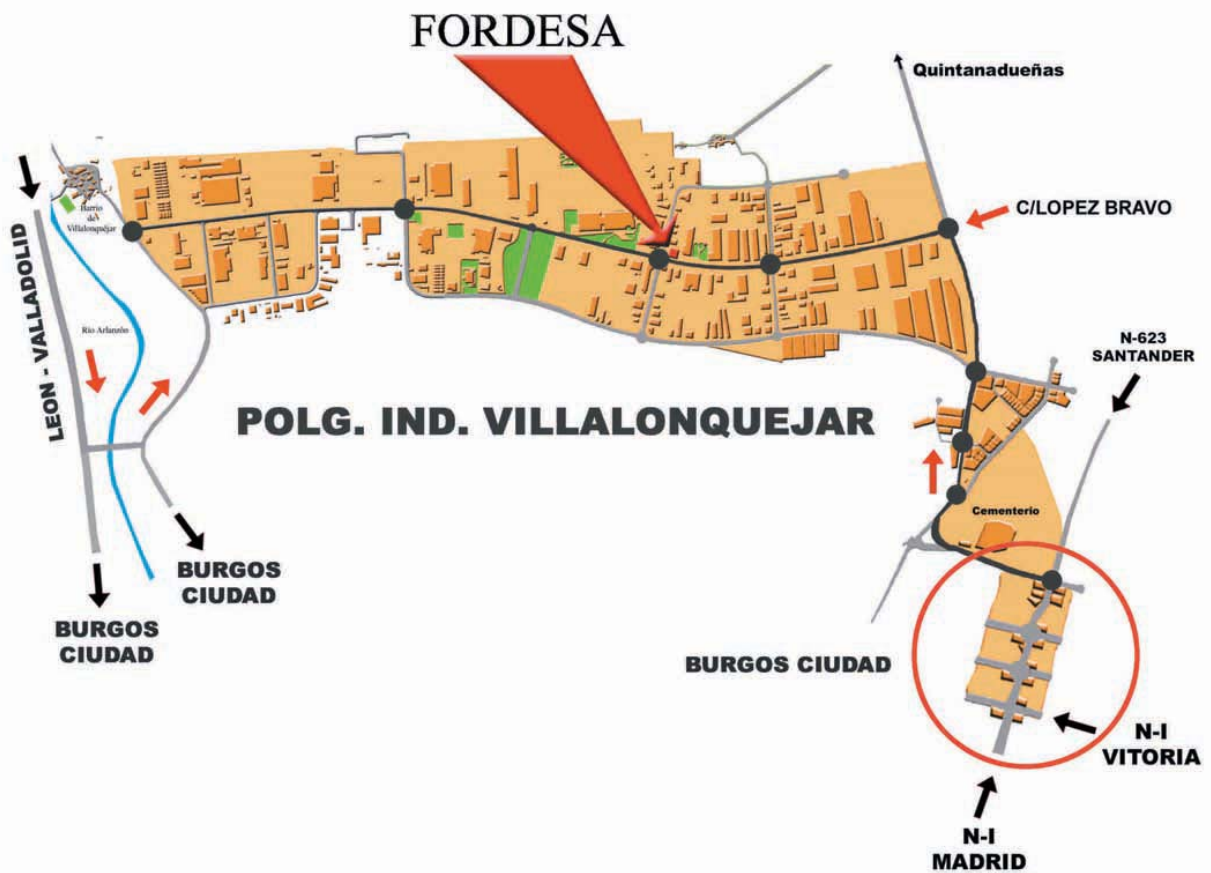 FORDESA
Quintanadueñas
C/LOPEZ BRAVO
Barrio
de
Villalonquéjar
LEON - VALLADOLID
Río Arlanzón
N-623
SANTANDER
POLG. IND. VILLALONQUEJAR
Cementerio
BURGOS
CIUDAD
BURGOS
CIUDAD
BURGOS CIUDAD
N-I
VITORIA
N-I
MADRID